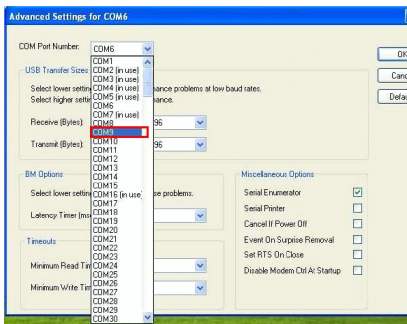 Advanced Settings for COM6
COM Port Number:
COM6
USB Transfer Sizes
Select lower settin
ance problems at low baud rates.
Select higher settin
ance.
Receive (Bytes):
96
Transmit (Bytes):
96
BM Options
Select lower settin
se problems.
Latency Timer (mse
Timeouts
Minimum Read Tim
Minimum Write Tim
COM1
COM2 (in use)
COM3 (in use)
COM4 (in use)
COM5 (in use)
COM6
COM7 (in use)
COM8
COM9
COM10
COM11
COM12
COM13
COM14
COM15
COM16 (in use)
COM17
COM18
COM19
COM20
COM21
COM22
COM23
COM24
COM25
COM26
COM27
COM28
COM29
COM30
Miscellaneous Options
Serial Enumerator
Serial Printer
Cancel If Power Off
Event On Surprise Removal
Set RTS On Close
Disable Modem Ctrl At Startup
OK
Canc
Defau